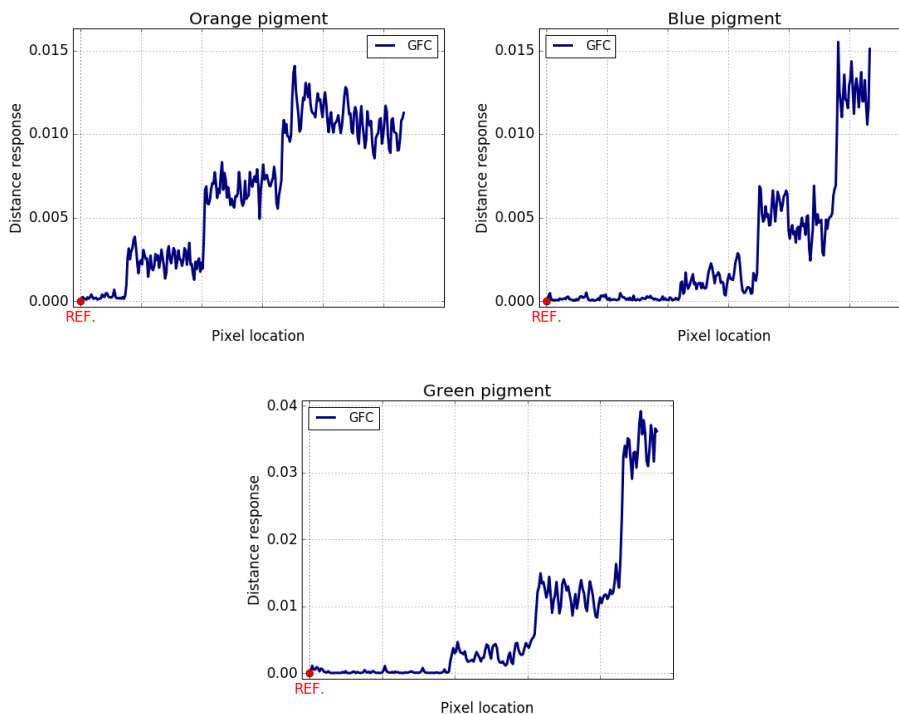 Orange pigment
GFC
0.015
0.010
0.005
0.000
Distance response
REF.
Pixel location
Blue pigment
GFC
0.015
0.010
0.005
0.000
Distance response
REF.
Pixel location
Green pigment
GFC
0.04
0.03
0.02
0.01
0.00
Distance response
REF.
Pixel location